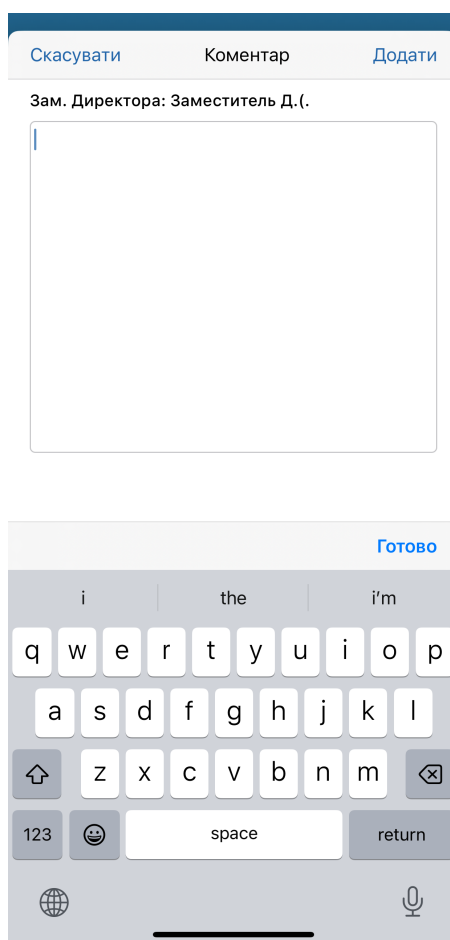 Скасувати Коментар Додати
Зам. Директора: Заместитель Д.(.
Готово
i the i'm
q w e r t y u i o p
a s d f g h j k l
z x c v b n m
123 space return